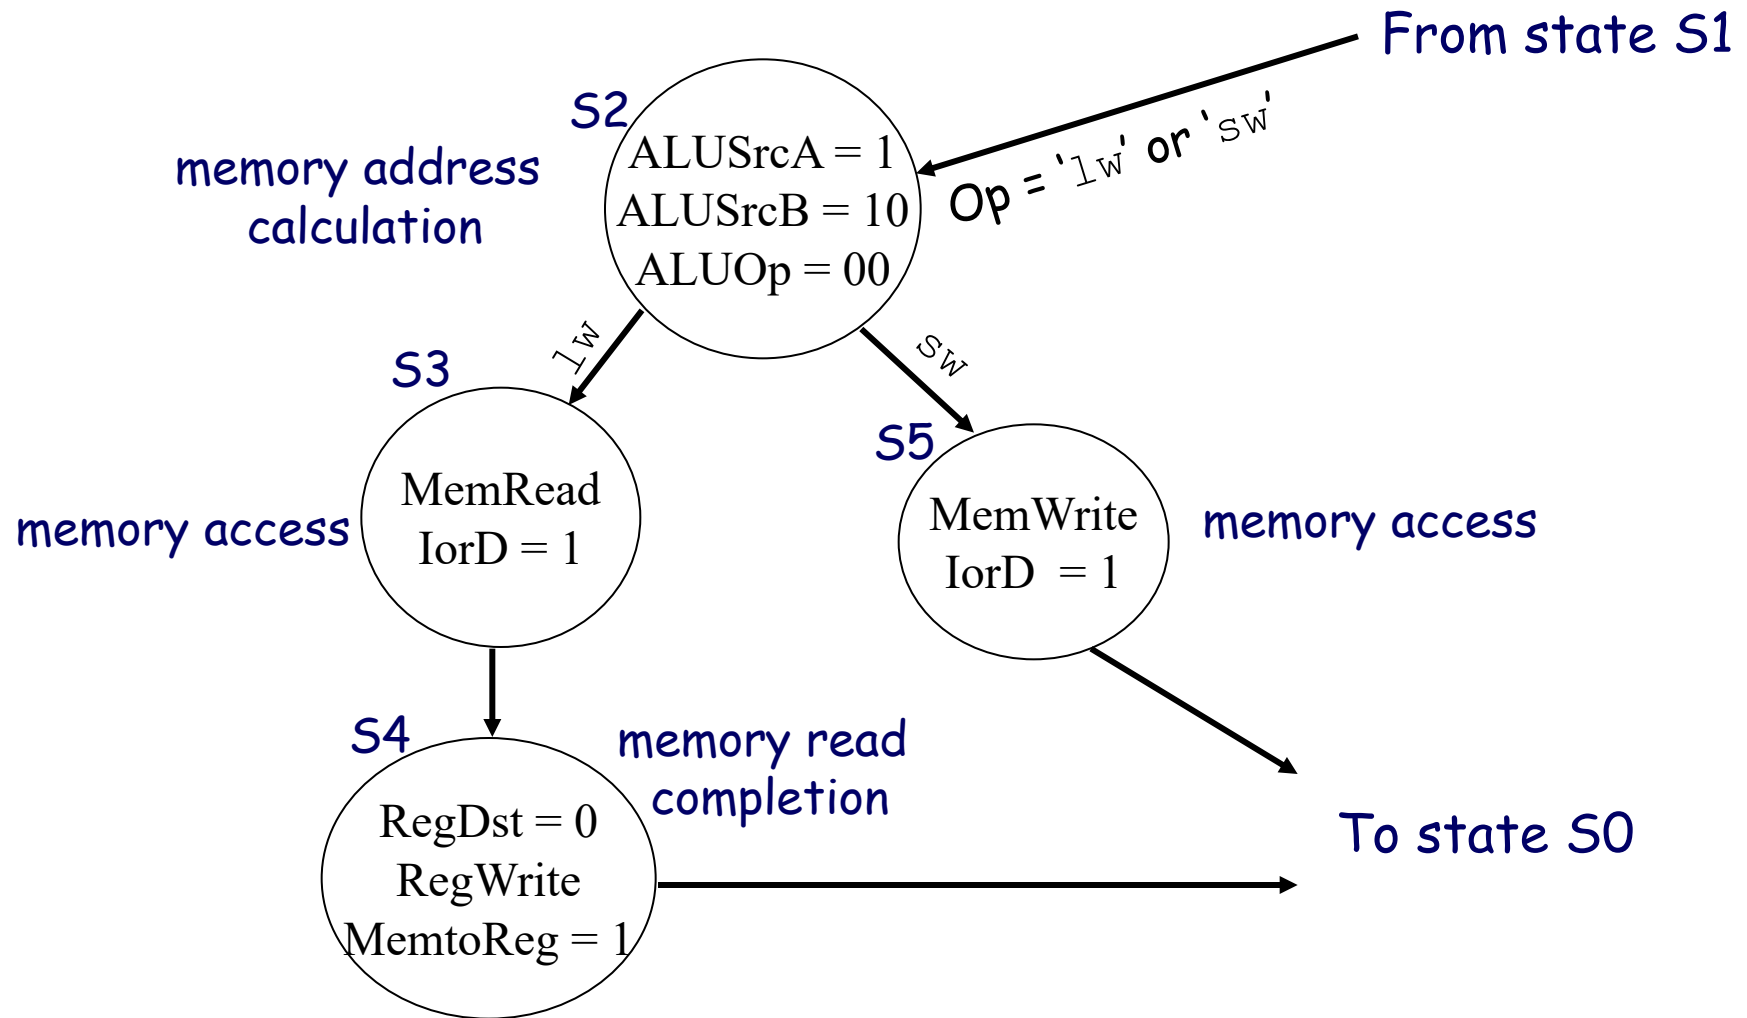 From state S1
Op = 'lw' or 'sw'
S2
ALUSrcA = 1
ALUSrcB = 10
ALUOp = 00
memory address
calculation
lw
sw
S3
MemRead
IorD = 1
memory access
S5
MemWrite
IorD  = 1
memory access
S4
RegDst = 0
RegWrite
MemtoReg = 1
memory read
completion
To state S0